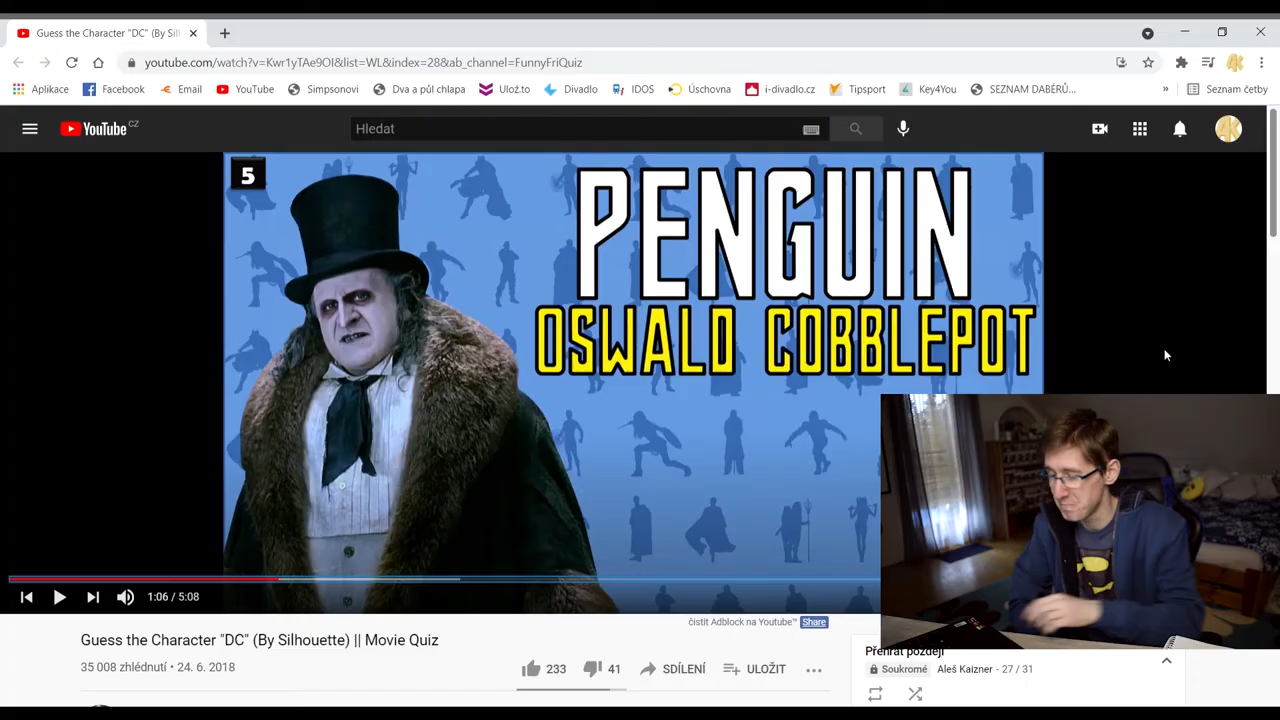 Guess the Character "DC" (By Sil
youtube.com/watch?v=Kwr1yTAe9OI&list=WL&index=28&ab_channel=FunnyFriQuiz
Aplikace
Facebook
Email
YouTube
Simpsonovi
Dva a půl chlapa
Ulož.to
Divadlo
IDOS
Úschovna
i-divadlo.cz
Tipsport
Key4You
SEZNAM DABÉRŮ...
»
Seznam četby
YouTube CZ
Hledat
5
PENGUIN
OSWALD COBBLEPOT
1:06 / 5:08
čistit Adblock na Youtube™ Share
Guess the Character "DC" (By Silhouette) || Movie Quiz
35 008 zhlédnutí • 24. 6. 2018
233
41
SDÍLENÍ
ULOŽIT
Přehrát později
Soukromé
Aleš Kaizner - 27 / 31